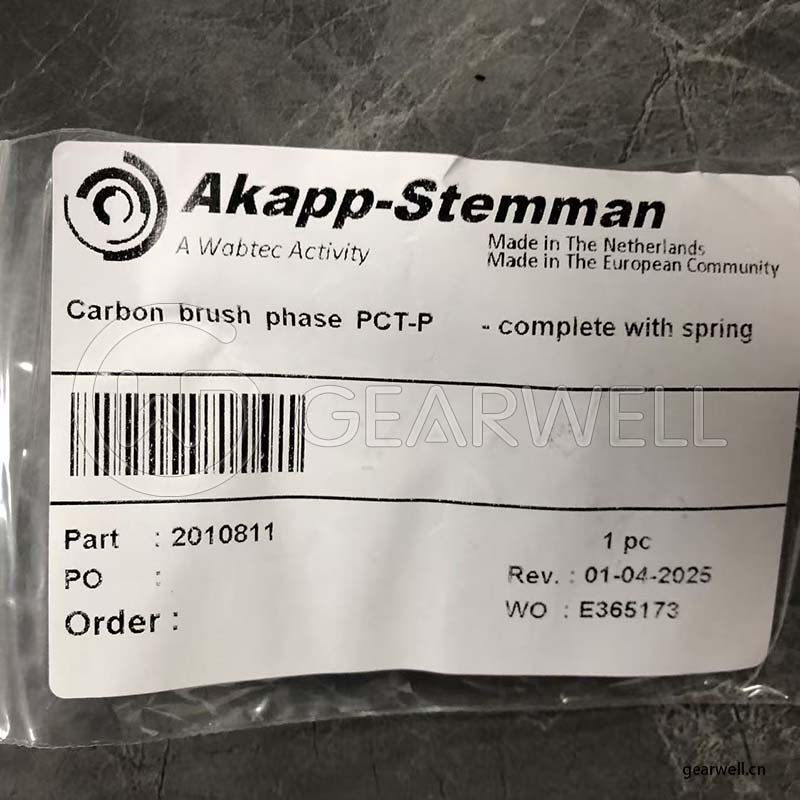 Akapp-Stemman
A Wabtec Activity
Made in The Netherlands
Made in The European Community
Carbon brush phase PCT-P - complete with spring
GEARWELL
Part : 2010811
1 pc
PO :
Rev. : 01-04-2025
Order :
WO : E365173
gearwell.cn